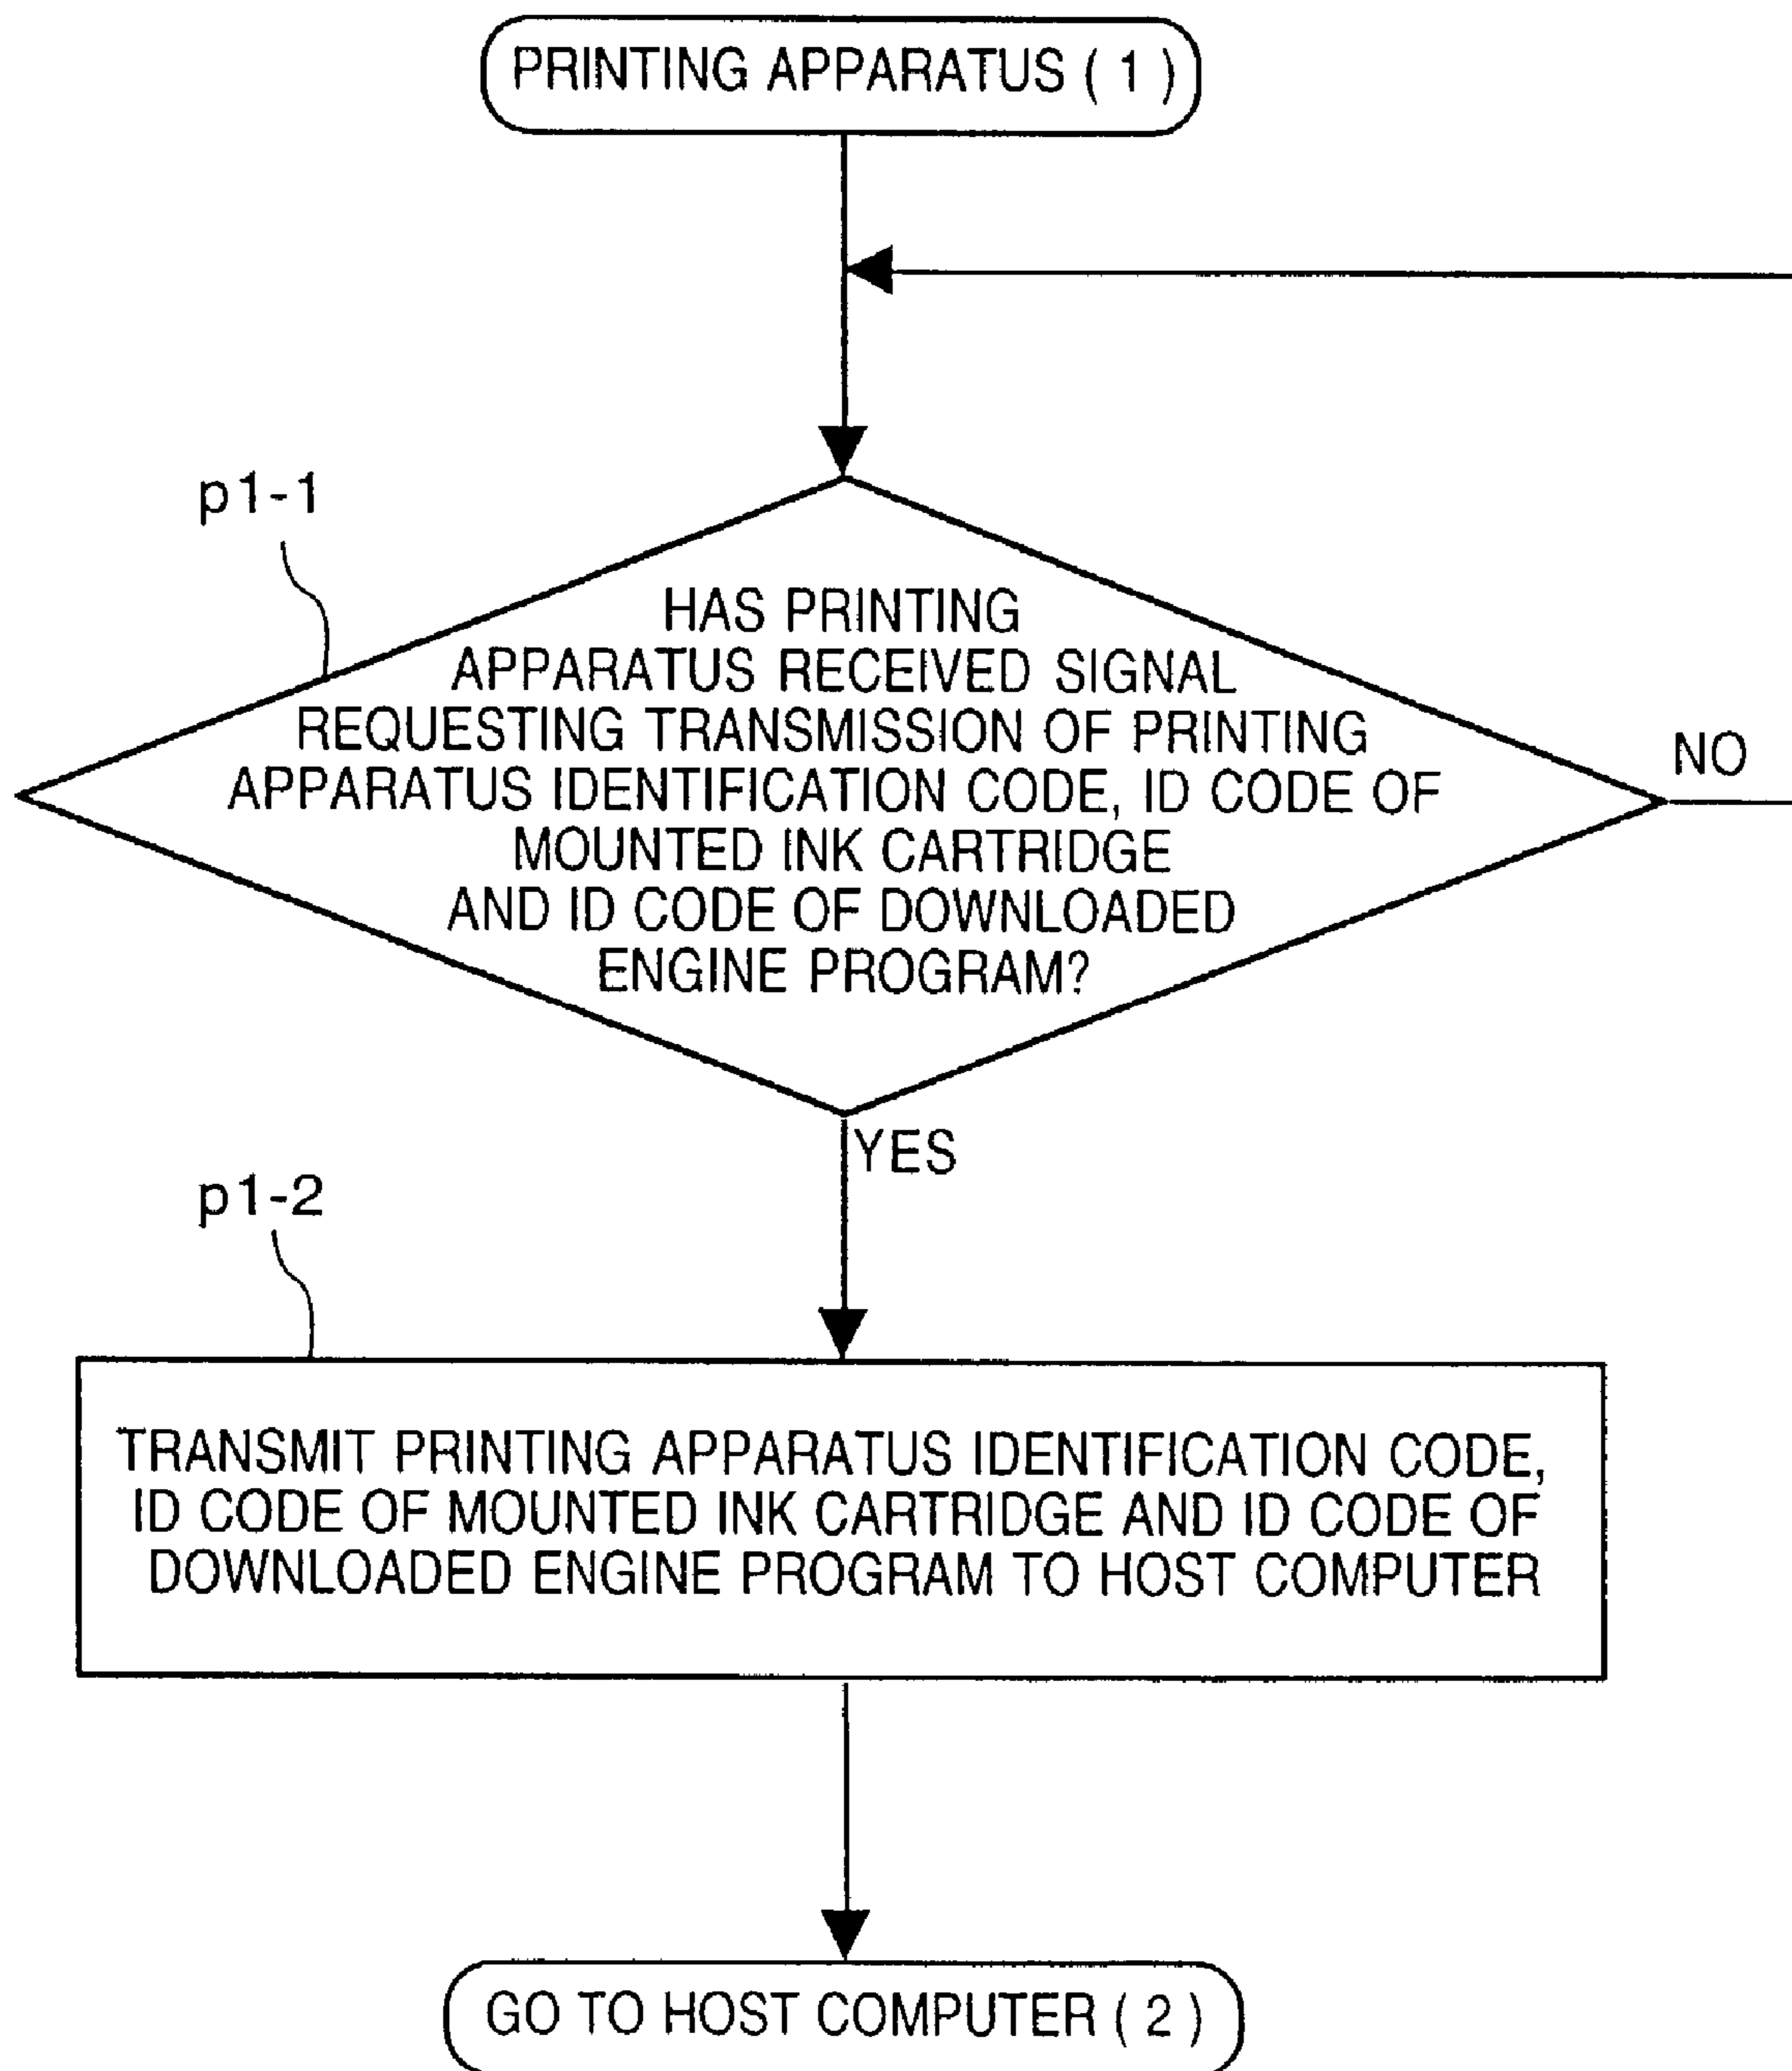 PRINTING APPARATUS ( 1 )
p1-1
HAS PRINTING
APPARATUS RECEIVED SIGNAL
REQUESTING TRANSMISSION OF PRINTING
APPARATUS IDENTIFICATION CODE, ID CODE OF
MOUNTED INK CARTRIDGE
AND ID CODE OF DOWNLOADED
ENGINE PROGRAM?
NO
YES
p1-2
TRANSMIT PRINTING APPARATUS IDENTIFICATION CODE,
ID CODE OF MOUNTED INK CARTRIDGE AND ID CODE OF
DOWNLOADED ENGINE PROGRAM TO HOST COMPUTER
GO TO HOST COMPUTER ( 2 )